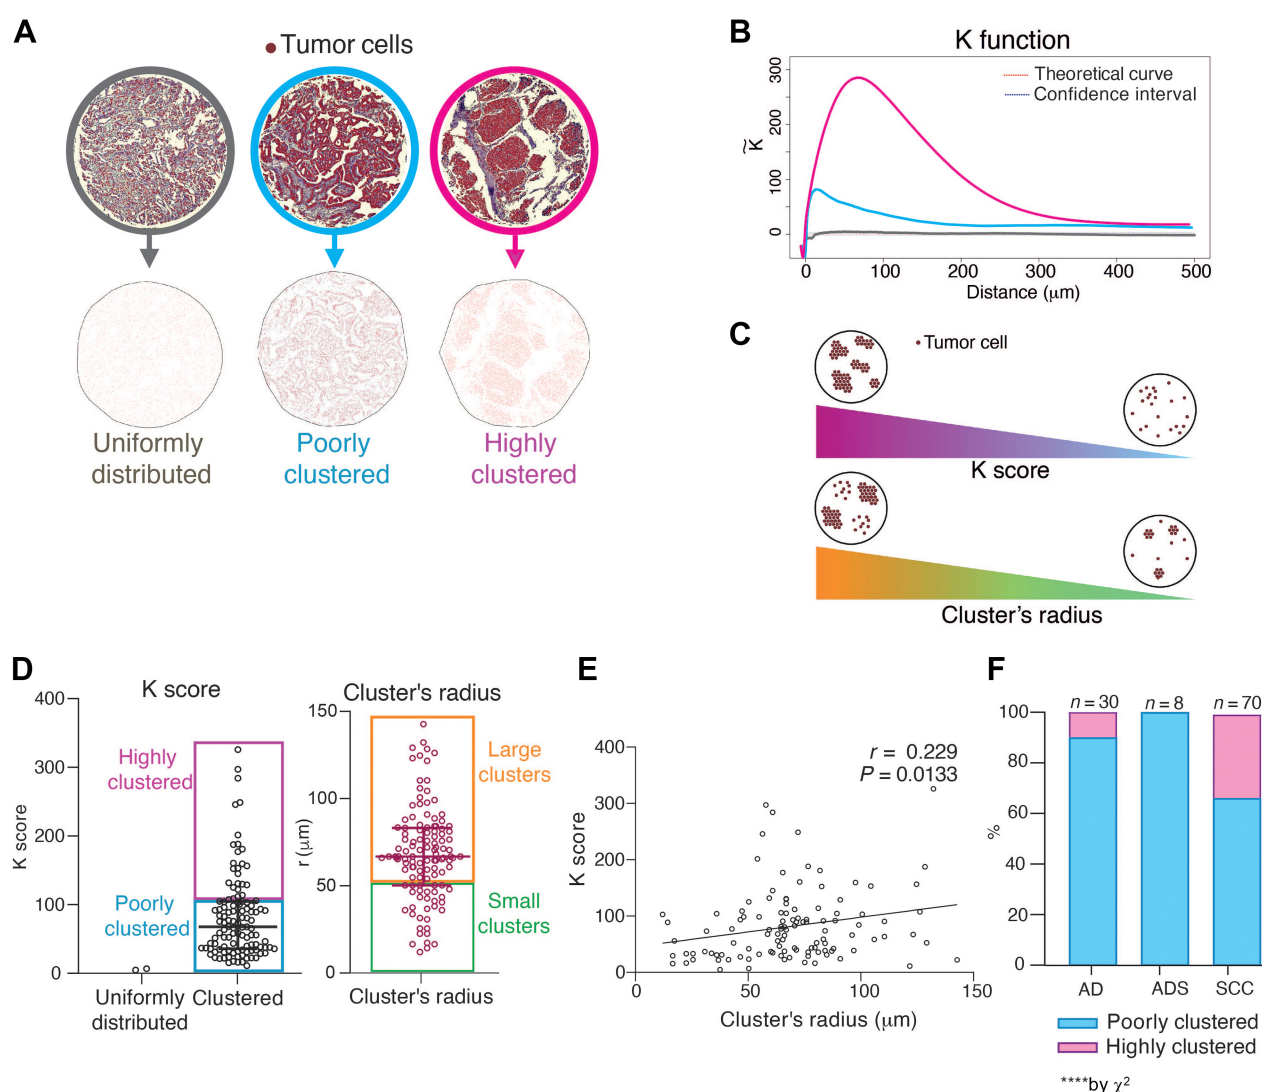 A
Tumor cells
Uniformly
distributed
Poorly
clustered
Highly
clustered
B
K function
Theoretical curve
Confidence interval
300
200
100
0
K̃
0 100 200 300 400 500
Distance (μm)
C
Tumor cell
K score
Cluster's radius
D
K score
400
300
200
100
0
K score
Highly
clustered
Poorly
clustered
Uniformly
distributed
Clustered
Cluster's radius
150
100
50
0
r (μm)
Large
clusters
Small
clusters
Cluster's radius
E
r = 0.229
P = 0.0133
400
300
200
100
0
K score
0 50 100 150
Cluster's radius (μm)
F
n = 30 n = 8 n = 70
100
80
60
40
20
0
%
AD ADS SCC
Poorly clustered
Highly clustered
****by χ²